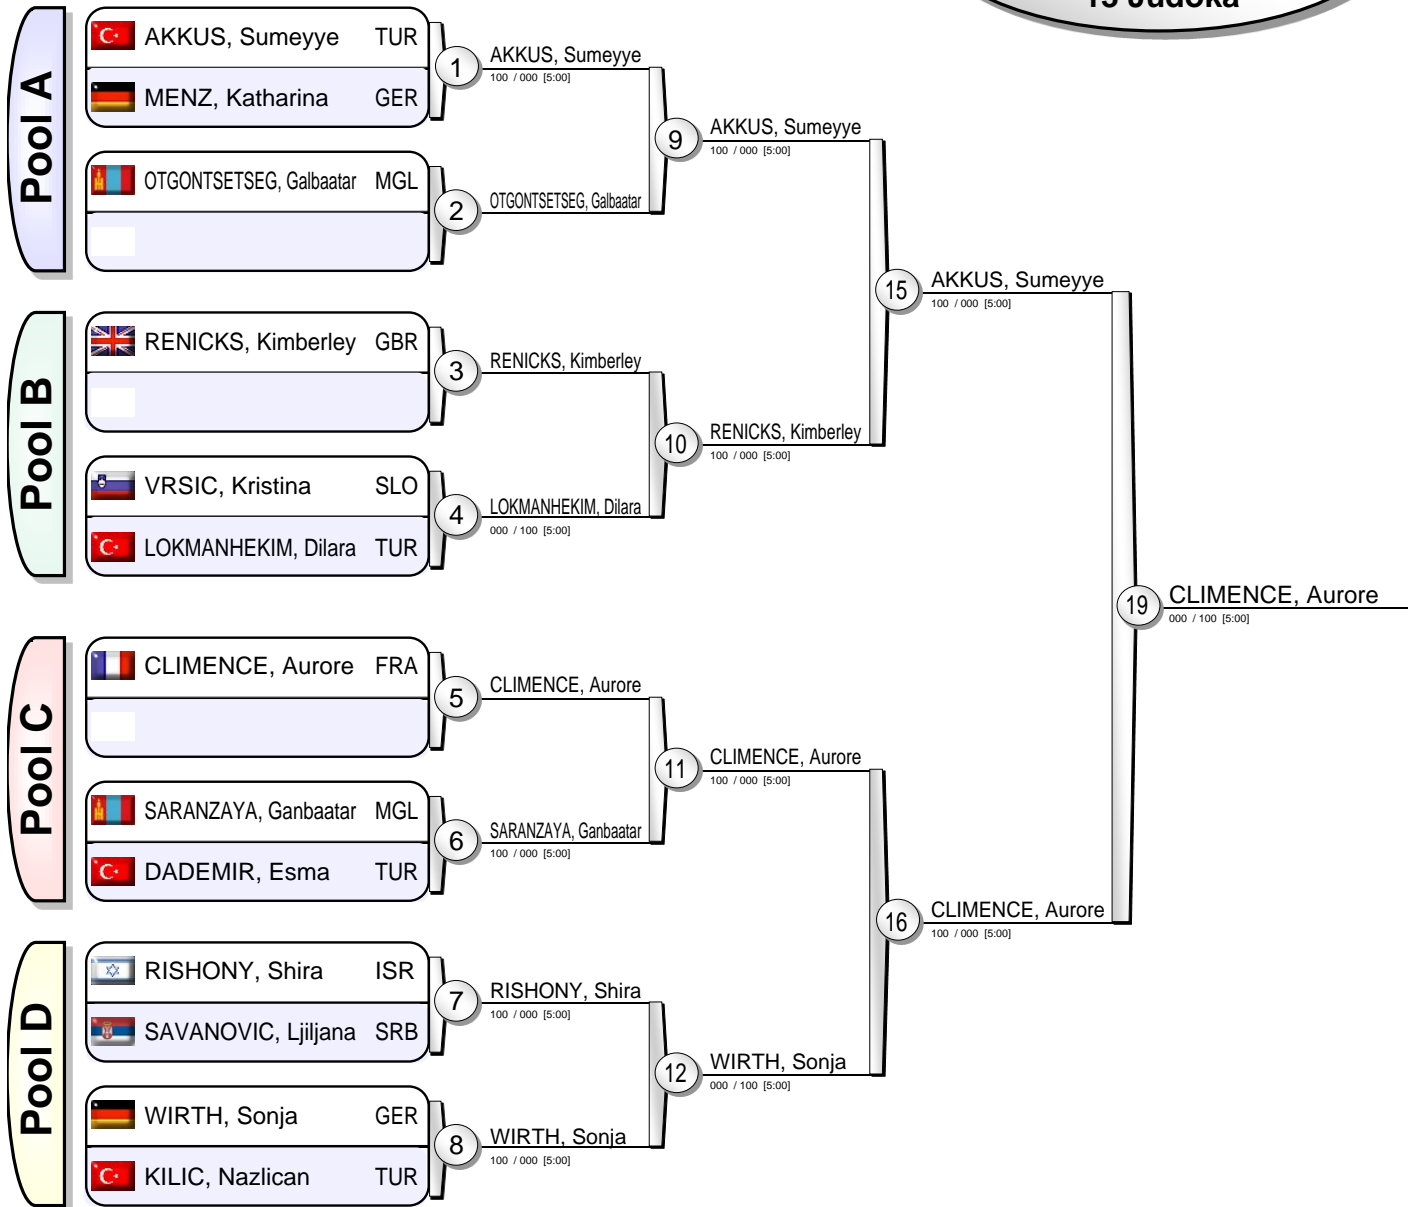 13 Judoka
Pool A
AKKUS, Sumeyye TUR
MENZ, Katharina GER
OTGONTSETSEG, Galbaatar MGL
1
AKKUS, Sumeyye
100 / 000 [5:00]
2
OTGONTSETSEG, Galbaatar
9
AKKUS, Sumeyye
100 / 000 [5:00]
Pool B
RENICKS, Kimberley GBR
VRSIC, Kristina SLO
LOKMANHEKIM, Dilara TUR
3
RENICKS, Kimberley
4
LOKMANHEKIM, Dilara
000 / 100 [5:00]
10
RENICKS, Kimberley
100 / 000 [5:00]
15
AKKUS, Sumeyye
100 / 000 [5:00]
Pool C
CLIMENCE, Aurore FRA
SARANZAYA, Ganbaatar MGL
DADEMIR, Esma TUR
5
CLIMENCE, Aurore
6
SARANZAYA, Ganbaatar
100 / 000 [5:00]
11
CLIMENCE, Aurore
100 / 000 [5:00]
Pool D
RISHONY, Shira ISR
SAVANOVIC, Ljiljana SRB
WIRTH, Sonja GER
KILIC, Nazlican TUR
7
RISHONY, Shira
100 / 000 [5:00]
8
WIRTH, Sonja
100 / 000 [5:00]
12
WIRTH, Sonja
000 / 100 [5:00]
16
CLIMENCE, Aurore
100 / 000 [5:00]
19
CLIMENCE, Aurore
000 / 100 [5:00]